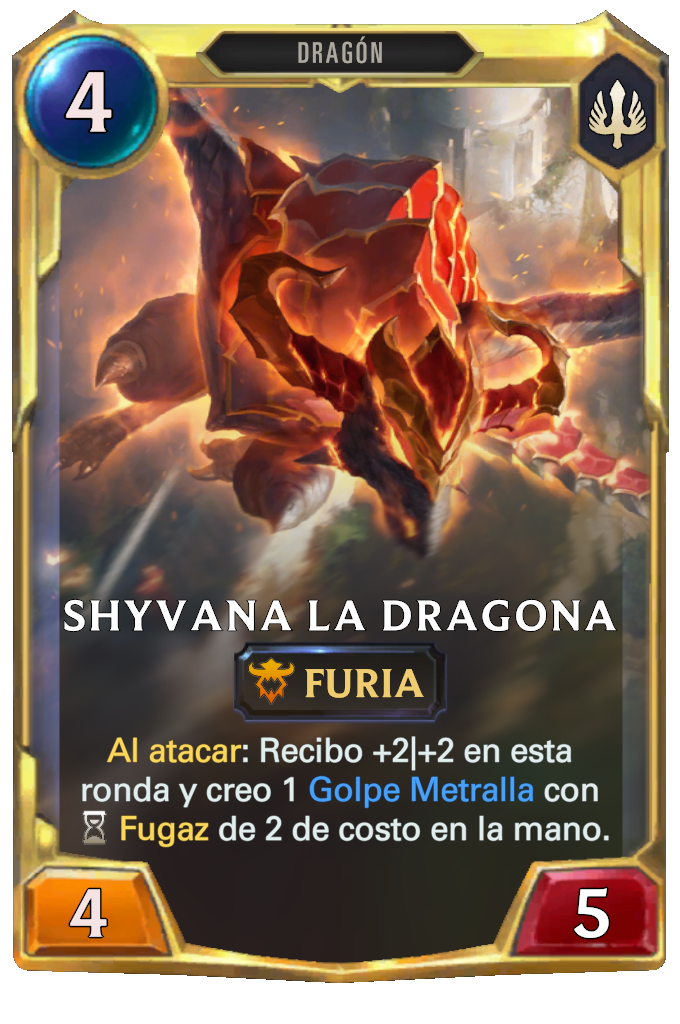 DRAGÓN
4
SHYVANA LA DRAGONA
FURIA
Al atacar: Recibo +2|+2 en esta
ronda y creo 1 Golpe Metralla con
Fugaz de 2 de costo en la mano.
4
5